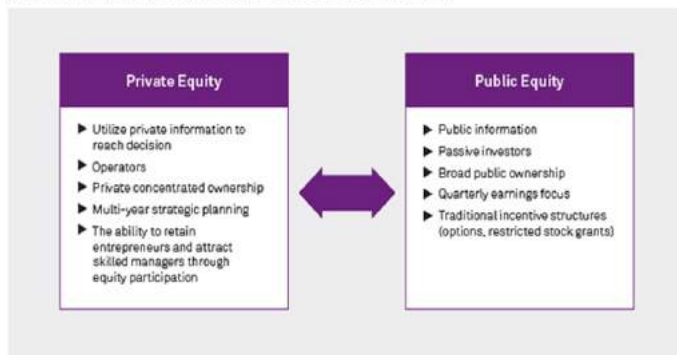 Private Equity
▶ Utilize private information to
reach decision
▶ Operators
▶ Private concentrated ownership
▶ Multi-year strategic planning
▶ The ability to retain
entrepreneurs and attract
skilled managers through
equity participation
Public Equity
▶ Public information
▶ Passive investors
▶ Broad public ownership
▶ Quarterly earnings focus
▶ Traditional incentive structures
(options, restricted stock grants)